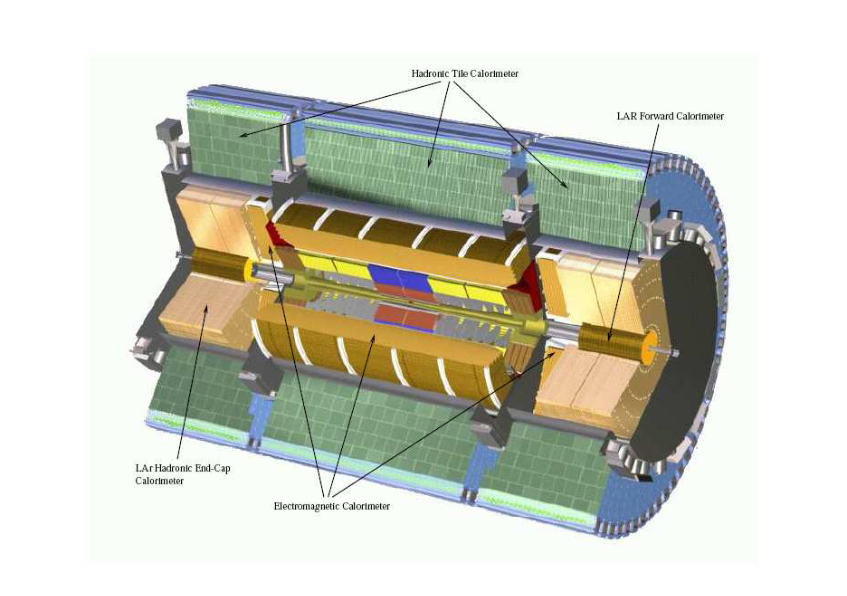 Hadronic Tile Calorimeter
LAR Forward Calorimeter
LAr Hadronic End-Cap
Calorimeter
Electromagnetic Calorimeter